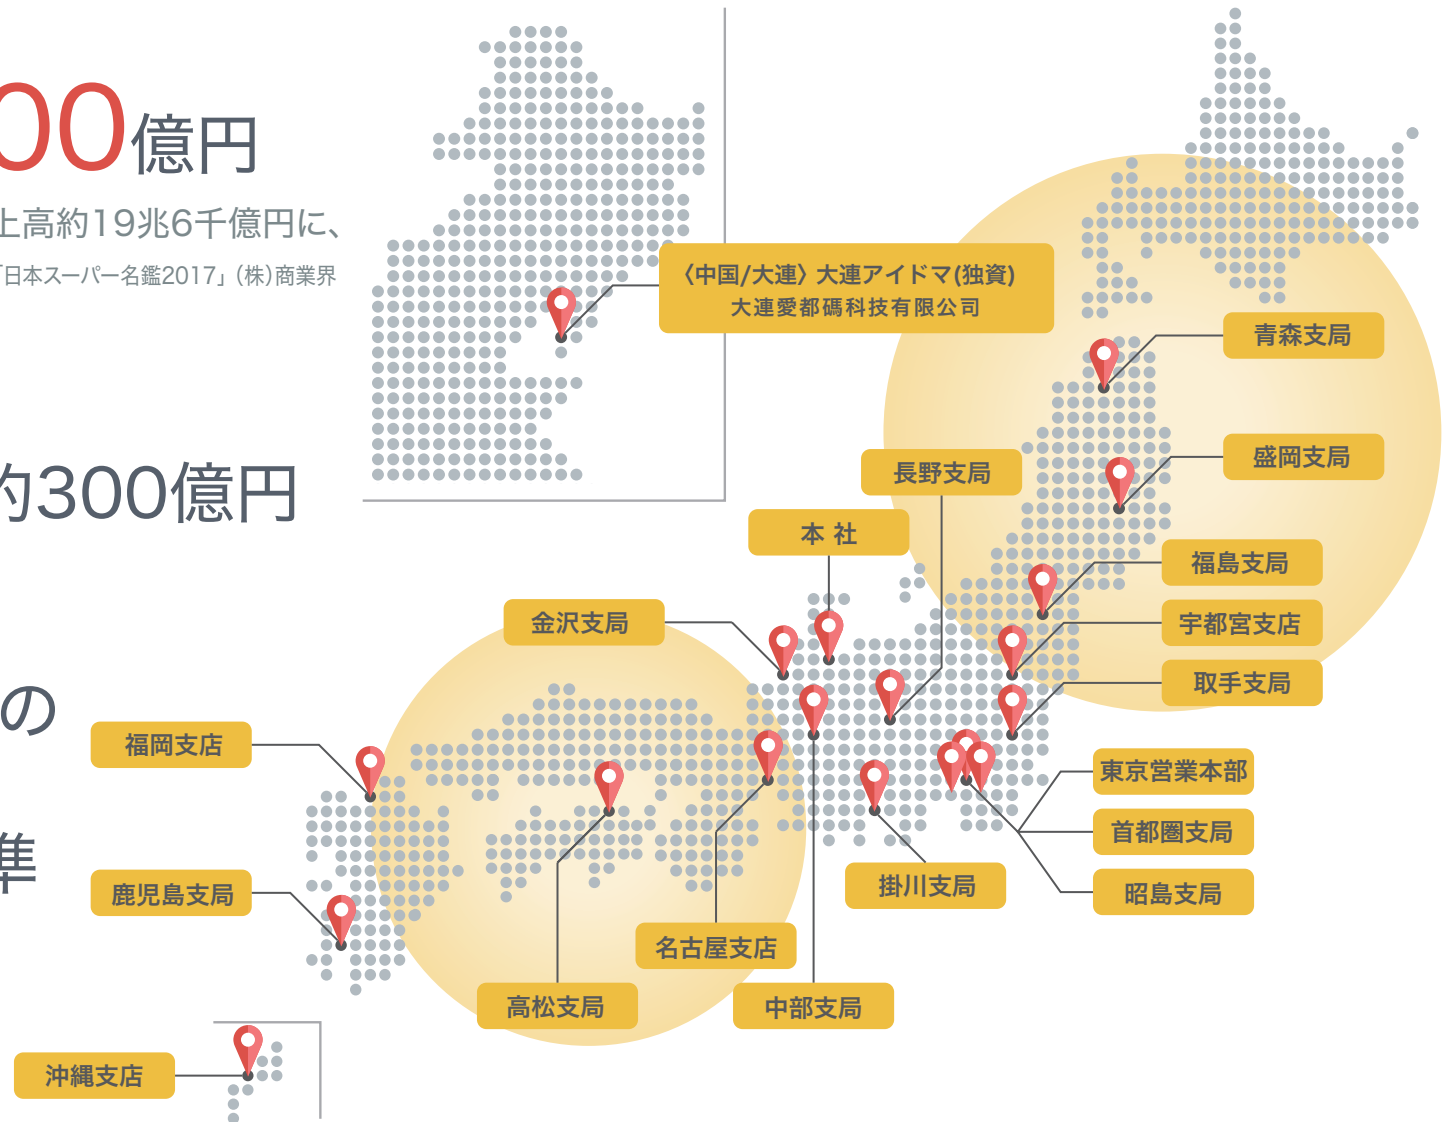 00億円
上高約19兆6千億円に、
「日本スーパー名鑑2017」(株)商業界
約300億円
の
準
〈中国/大連〉大連アイドマ(独資)
大連愛都碼科技有限公司
青森支局
盛岡支局
長野支局
本 社
福島支局
金沢支局
宇都宮支店
取手支局
福岡支店
東京営業本部
首都圏支局
鹿児島支局
掛川支局
昭島支局
名古屋支店
高松支局
中部支局
沖縄支店